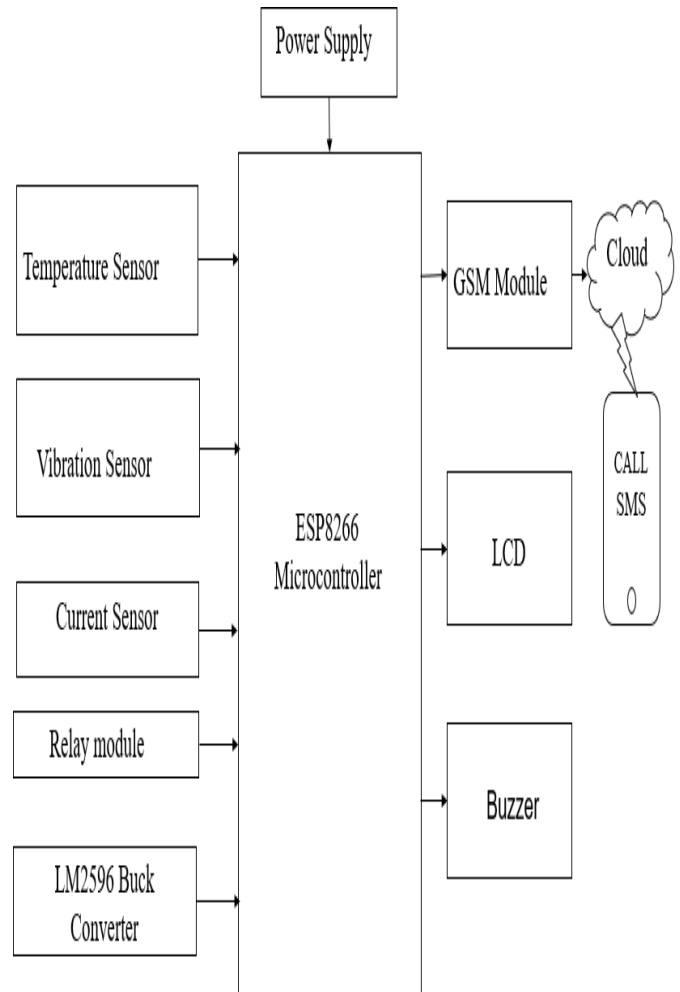 Power Supply
Temperature Sensor
Vibration Sensor
Current Sensor
Relay module
LM2596 Buck
Converter
ESP8266
Microcontroller
GSM Module
Cloud
CALL
SMS
LCD
Buzzer